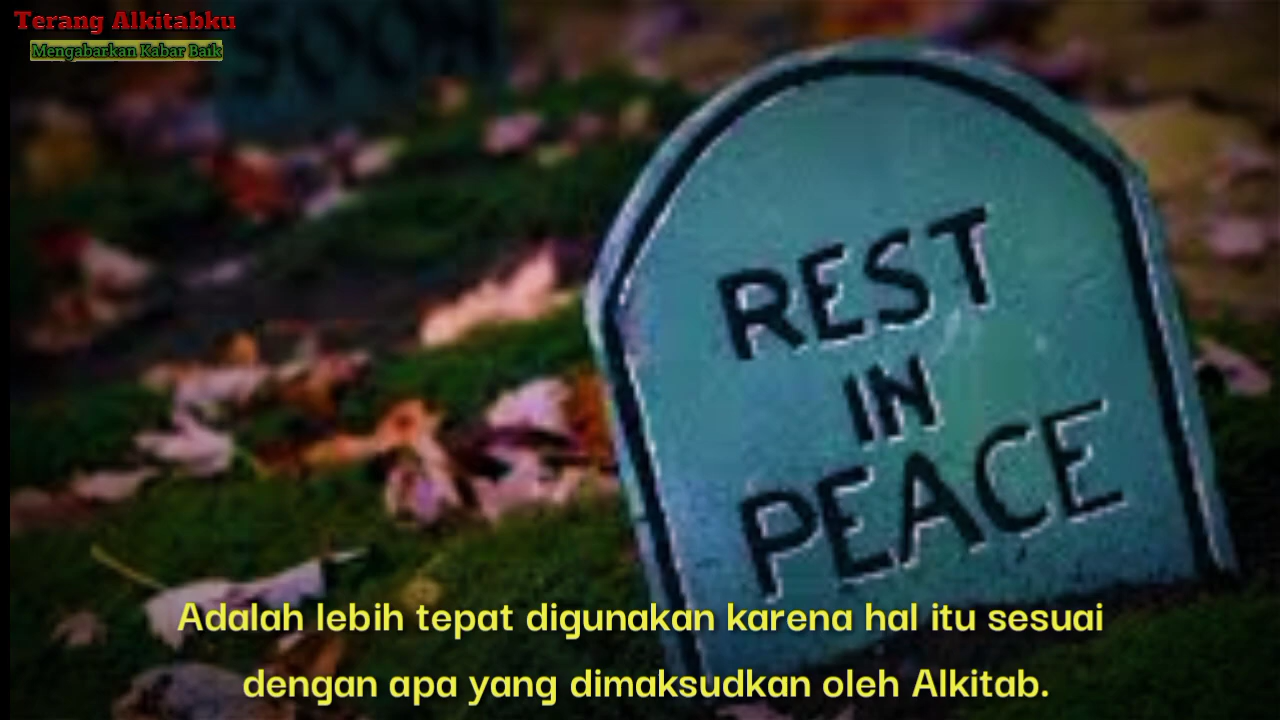 Terang Alkitabku
Mengabarkan Kabar Baik
SOON
REST
IN
PEACE
Adalah lebih tepat digunakan karena hal itu sesuai
dengan apa yang dimaksudkan oleh Alkitab.